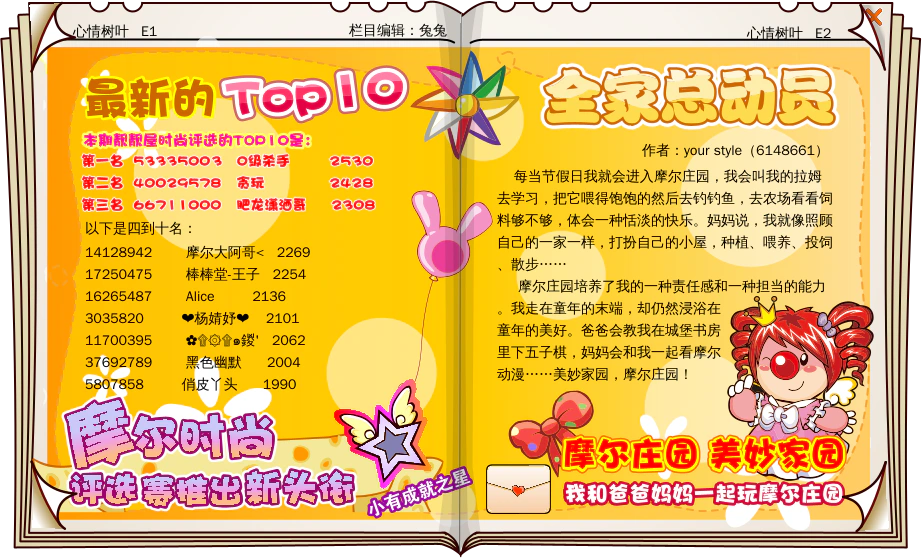 心情树叶 E1
栏目编辑：兔兔
最新的Top10
本期靓靓屋时尚评选的TOP10是:
第一名 53335003 0级杀手 2530
第二名 40029578 贪玩 2428
第三名 66711000 肥龙潇洒哥 2308
以下是四到十名：
14128942 摩尔大阿哥< 2269
17250475 棒棒堂-王子 2254
16265487 Alice 2136
3035820 ❤杨婧妤❤ 2101
11700395 ✿۩۞۩๑鍐' 2062
37692789 黑色幽默 2004
5807858 俏皮丫头 1990
摩尔时尚
评选赛推出新头衔
小有成就之星
心情树叶 E2
全家总动员
作者：your style（6148661）
每当节假日我就会进入摩尔庄园，我会叫我的拉姆
去学习，把它喂得饱饱的然后去钓钓鱼，去农场看看饲
料够不够，体会一种恬淡的快乐。妈妈说，我就像照顾
自己的一家一样，打扮自己的小屋，种植、喂养、投饲
、散步……
摩尔庄园培养了我的一种责任感和一种担当的能力
。我走在童年的末端，却仍然浸浴在
童年的美好。爸爸会教我在城堡书房
里下五子棋，妈妈会和我一起看摩尔
动漫……美妙家园，摩尔庄园！
摩尔庄园 美妙家园
我和爸爸妈妈一起玩摩尔庄园